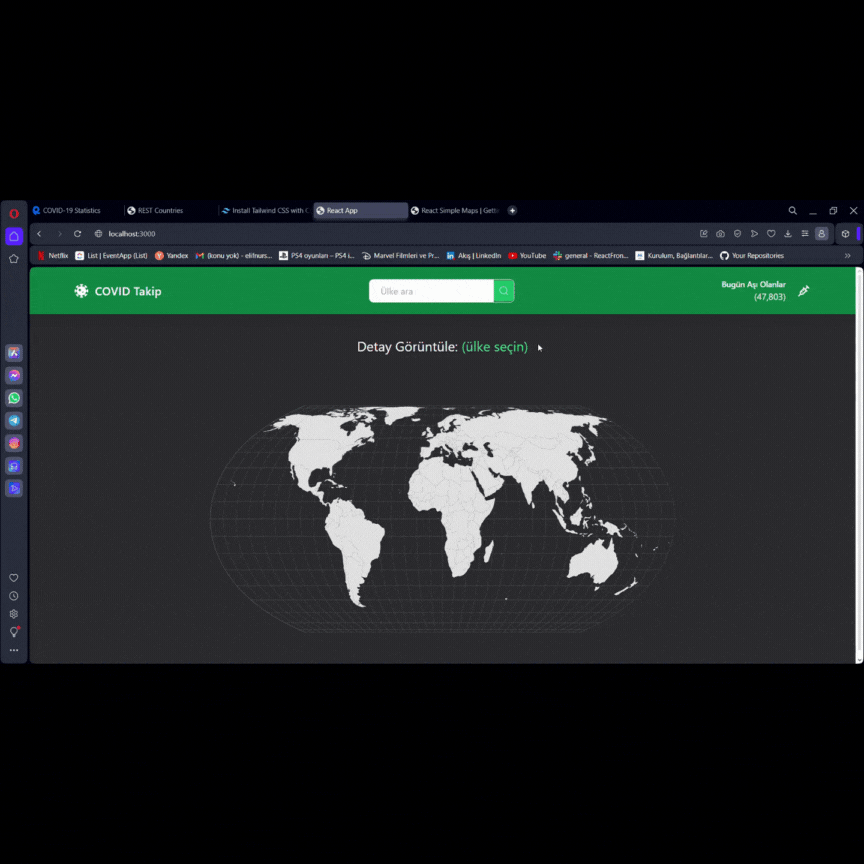 COVID-19 Statistics
REST Countries
Install Tailwind CSS with C
React App
React Simple Maps | Gett
localhost:3000
Netflix
List | EventApp (List)
Yandex
(konu yok) - elifnurs...
PS4 oyunları – PS4 i...
Marvel Filmleri ve Pr...
Akış | LinkedIn
YouTube
general - ReactFron...
Kurulum, Bağlantılar...
Your Repositories
COVID Takip
Ülke ara
Bugün Aşı Olanlar
(47,803)
Detay Görüntüle: (ülke seçin)